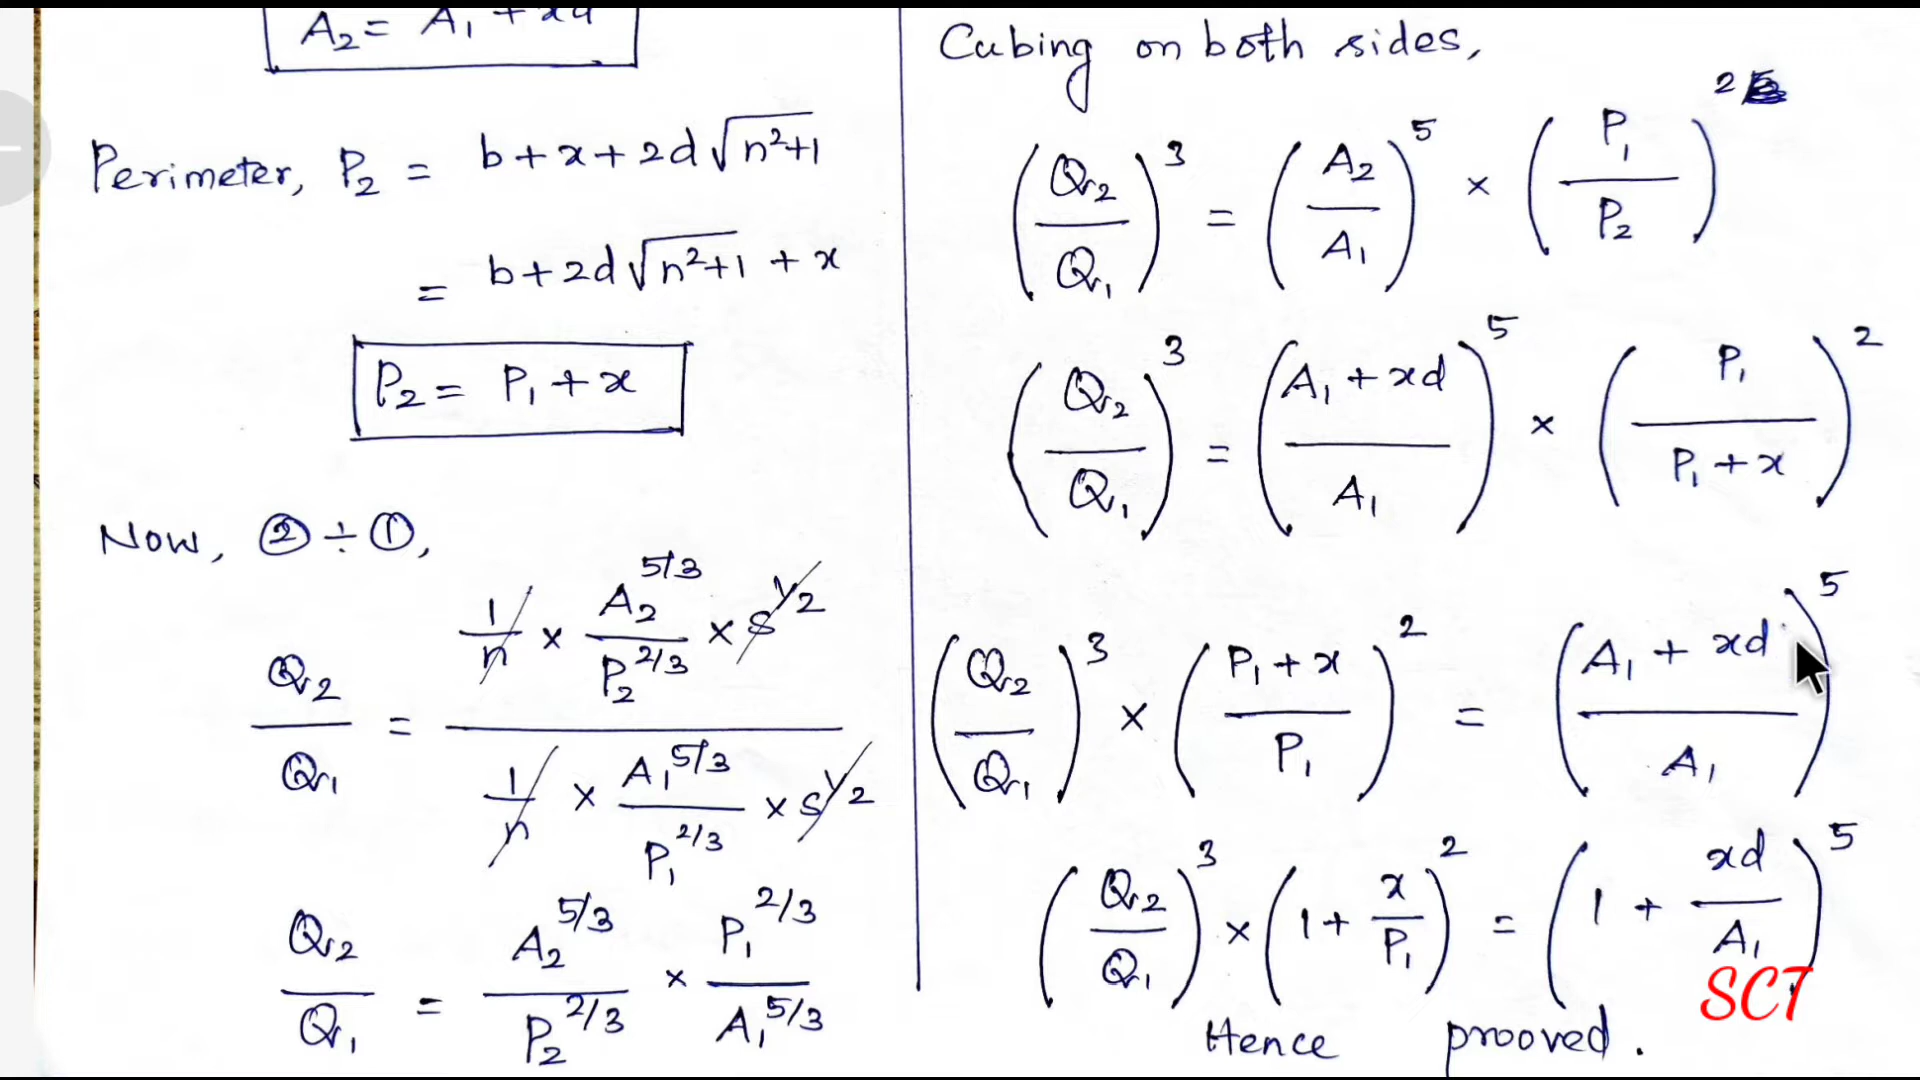 A₂ = A₁ + xd
Perimeter, P₂ = b + x + 2d √(n²+1)
= b + 2d √(n²+1) + x
P₂ = P₁ + x
Now, ② ÷ ①,
Q₂/Q₁ = (1/n × A₂^(5/3)/P₂^(2/3) × s^(1/2)) / (1/n × A₁^(5/3)/P₁^(2/3) × s^(1/2))
Q₂/Q₁ = A₂^(5/3)/P₂^(2/3) × P₁^(2/3)/A₁^(5/3)
Cubing on both sides,
(Q₂/Q₁)³ = (A₂/A₁)⁵ × (P₁/P₂)²
(Q₂/Q₁)³ = ((A₁ + xd)/A₁)⁵ × (P₁/(P₁ + x))²
(Q₂/Q₁)³ × ((P₁ + x)/P₁)² = ((A₁ + xd)/A₁)⁵
(Q₂/Q₁)³ × (1 + x/P₁)² = (1 + xd/A₁)⁵
SCT
Hence prooved.